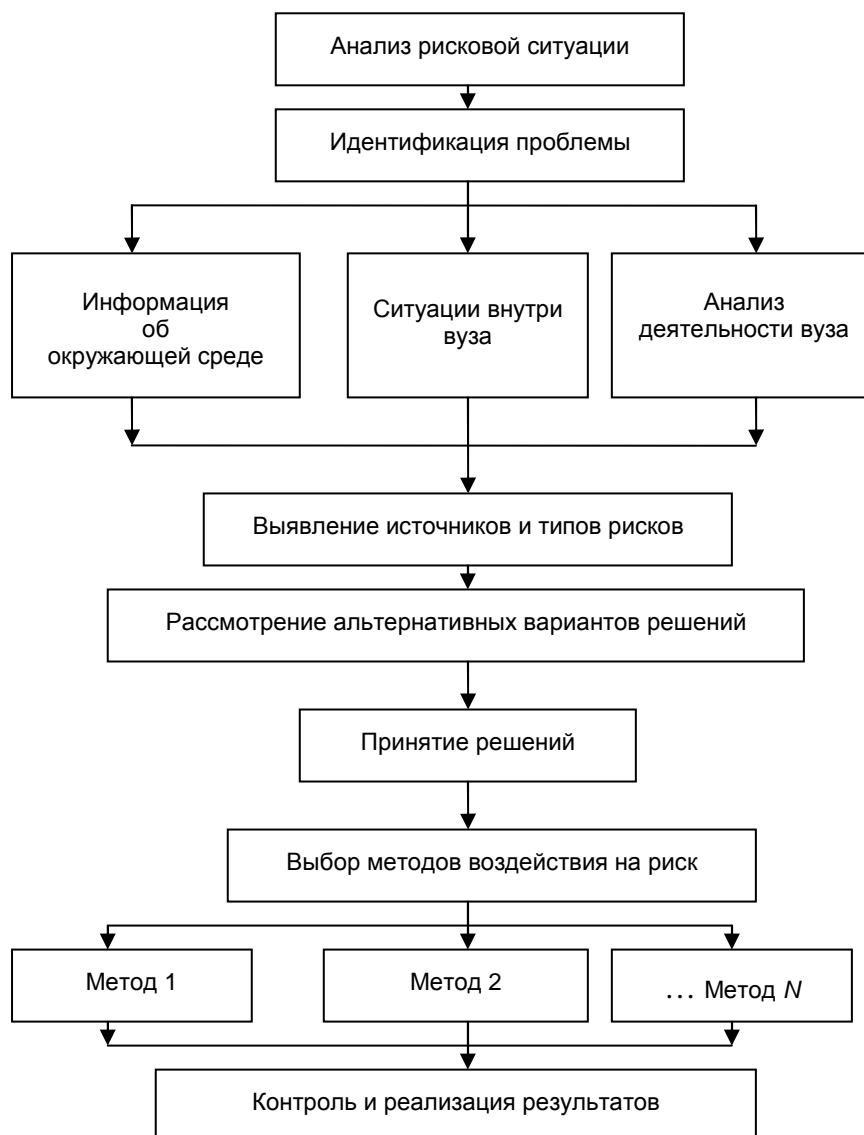 Анализ рисковой ситуации
Идентификация проблемы
Информация
об
окружающей среде
Ситуации внутри
вуза
Анализ
деятельности вуза
Выявление источников и типов рисков
Рассмотрение альтернативных вариантов решений
Принятие решений
Выбор методов воздействия на риск
Метод 1
Метод 2
… Метод N
Контроль и реализация результатов